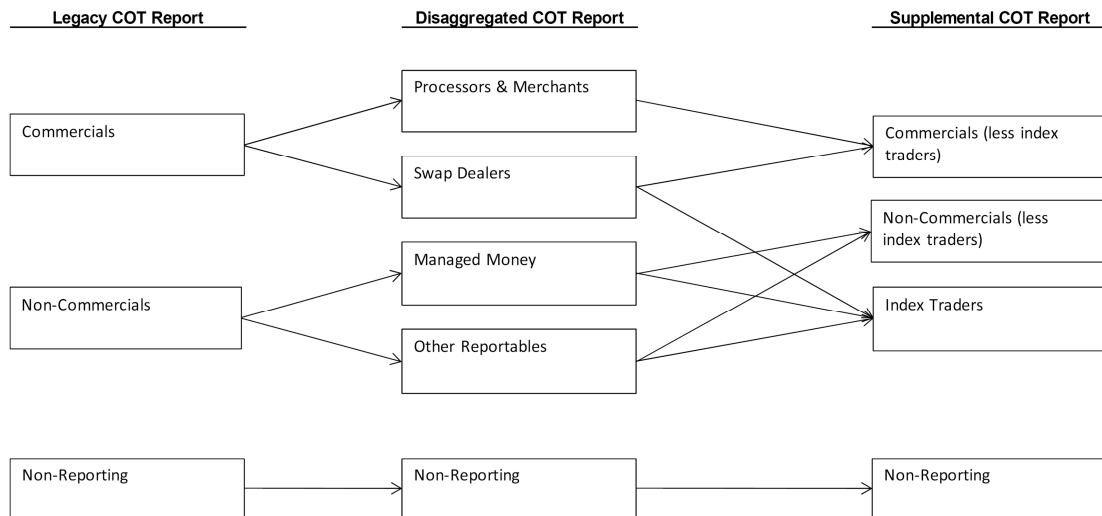 Legacy COT Report
Disaggregated COT Report
Supplemental COT Report
Commercials
Non-Commercials
Non-Reporting
Processors & Merchants
Swap Dealers
Managed Money
Other Reportables
Non-Reporting
Commercials (less index
traders)
Non-Commercials (less
index traders)
Index Traders
Non-Reporting